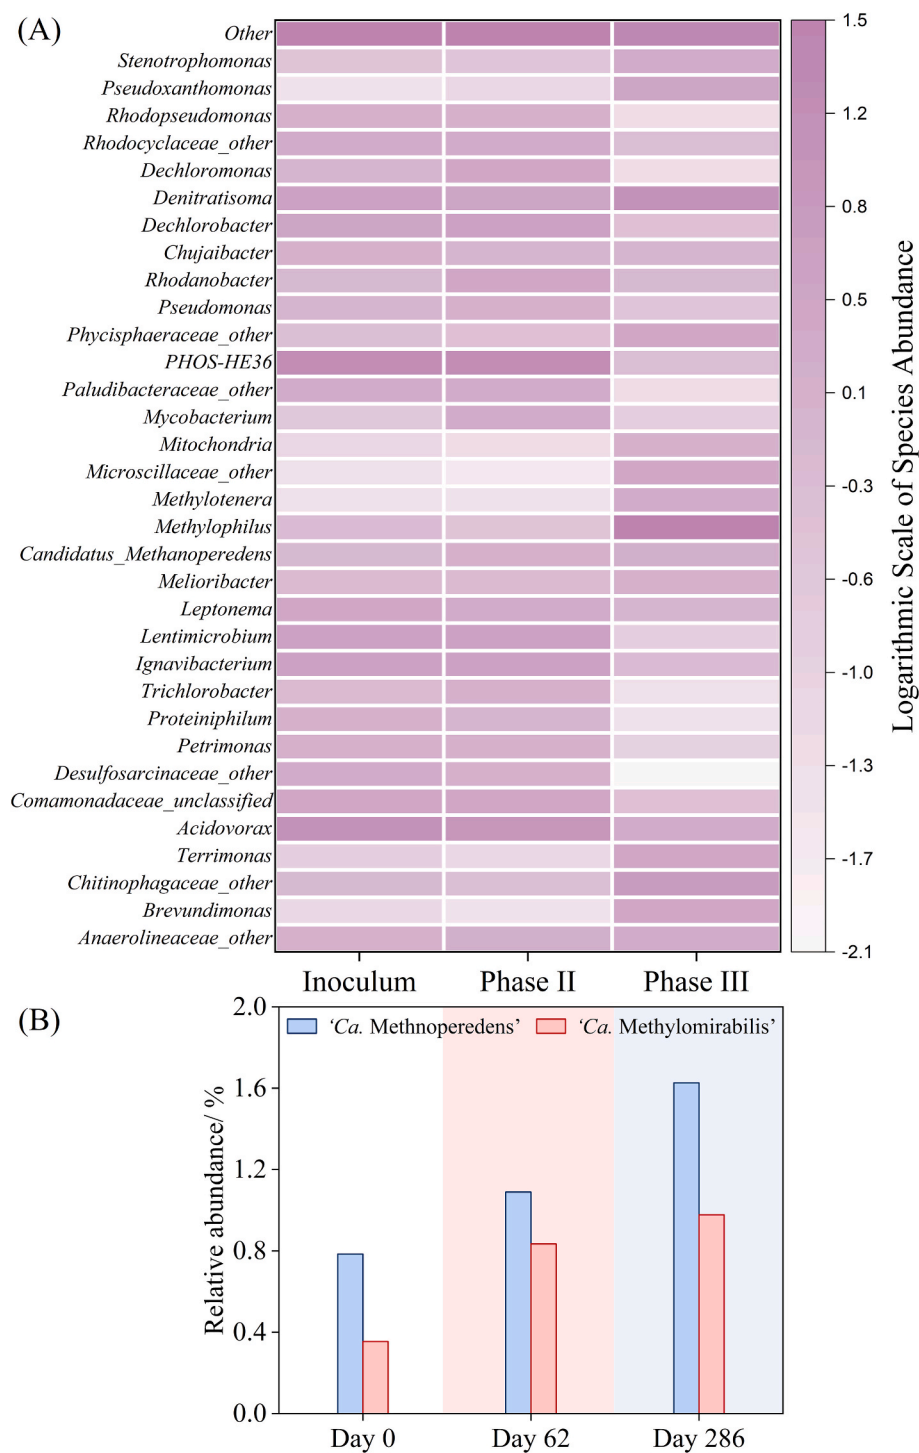 (A)
Other
Stenotrophomonas
Pseudoxanthomonas
Rhodopseudomonas
Rhodocyclaceae_other
Dechloromonas
Denitratisoma
Dechlorobacter
Chujaibacter
Rhodanobacter
Pseudomonas
Phycisphaeraceae_other
PHOS-HE36
Paludibacteraceae_other
Mycobacterium
Mitochondria
Microscillaceae_other
Methylotenera
Methylophilus
Candidatus_Methanoperedens
Melioribacter
Leptonema
Lentimicrobium
Ignavibacterium
Trichlorobacter
Proteiniphilum
Petrimonas
Desulfosarcinaceae_other
Comamonadaceae_unclassified
Acidovorax
Terrimonas
Chitinophagaceae_other
Brevundimonas
Anaerolineaceae_other
Inoculum Phase II Phase III
1.5
1.2
0.8
0.5
0.1
-0.3
-0.6
-1.0
-1.3
-1.7
-2.1
Logarithmic Scale of Species Abundance
(B)
‘Ca. Methnoperedens’ ‘Ca. Methylomirabilis’
Relative abundance/ %
2.0
1.6
1.2
0.8
0.4
0.0
Day 0 Day 62 Day 286